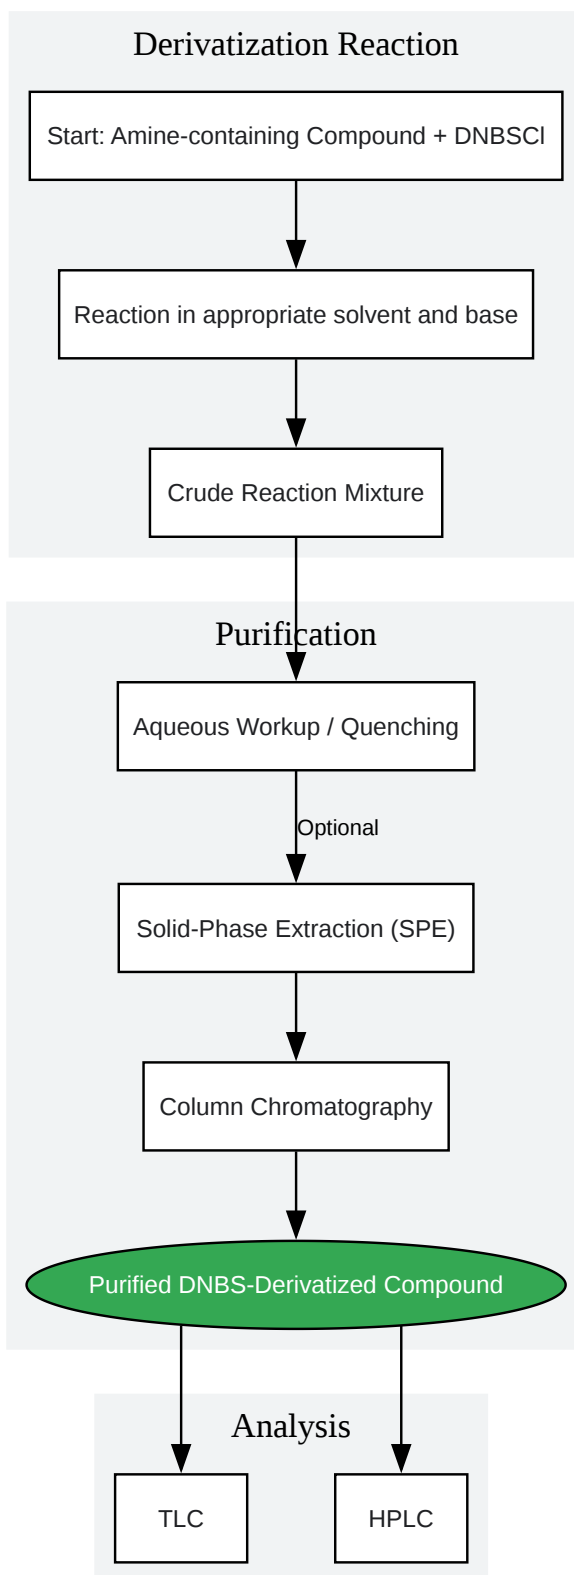 Derivatization Reaction
Start: Amine-containing Compound + DNBSCl
Reaction in appropriate solvent and base
Crude Reaction Mixture
Purification
Aqueous Workup / Quenching
Optional
Solid-Phase Extraction (SPE)
Column Chromatography
Purified DNBS-Derivatized Compound
Analysis
TLC
HPLC